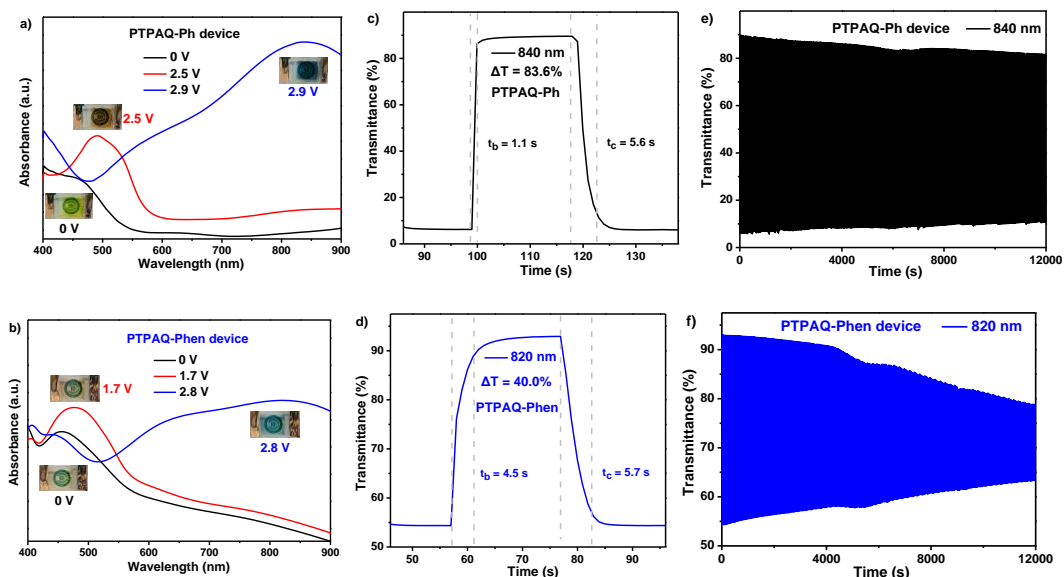 a)
PTPAQ-Ph device
0 V
2.5 V
2.9 V
2.9 V
2.5 V
0 V
Absorbance (a.u.)
400 500 600 700 800 900
Wavelength (nm)
c)
840 nm
ΔT = 83.6%
PTPAQ-Ph
t_b = 1.1 s
t_c = 5.6 s
Transmittance (%)
90
70
50
30
10
90 100 110 120 130
Time (s)
e)
PTPAQ-Ph device 840 nm
Transmittance (%)
100
80
60
40
20
0
0 4000 8000 12000
Time (s)
b)
PTPAQ-Phen device
0 V
1.7 V
2.8 V
1.7 V
2.8 V
0 V
Absorbance (a.u.)
400 500 600 700 800 900
Wavelength (nm)
d)
820 nm
ΔT = 40.0%
PTPAQ-Phen
t_b = 4.5 s
t_c = 5.7 s
Transmittance (%)
90
80
70
60
50
50 60 70 80 90
Time (s)
f)
PTPAQ-Phen device 820 nm
Transmittance (%)
90
80
70
60
50
0 4000 8000 12000
Time (s)